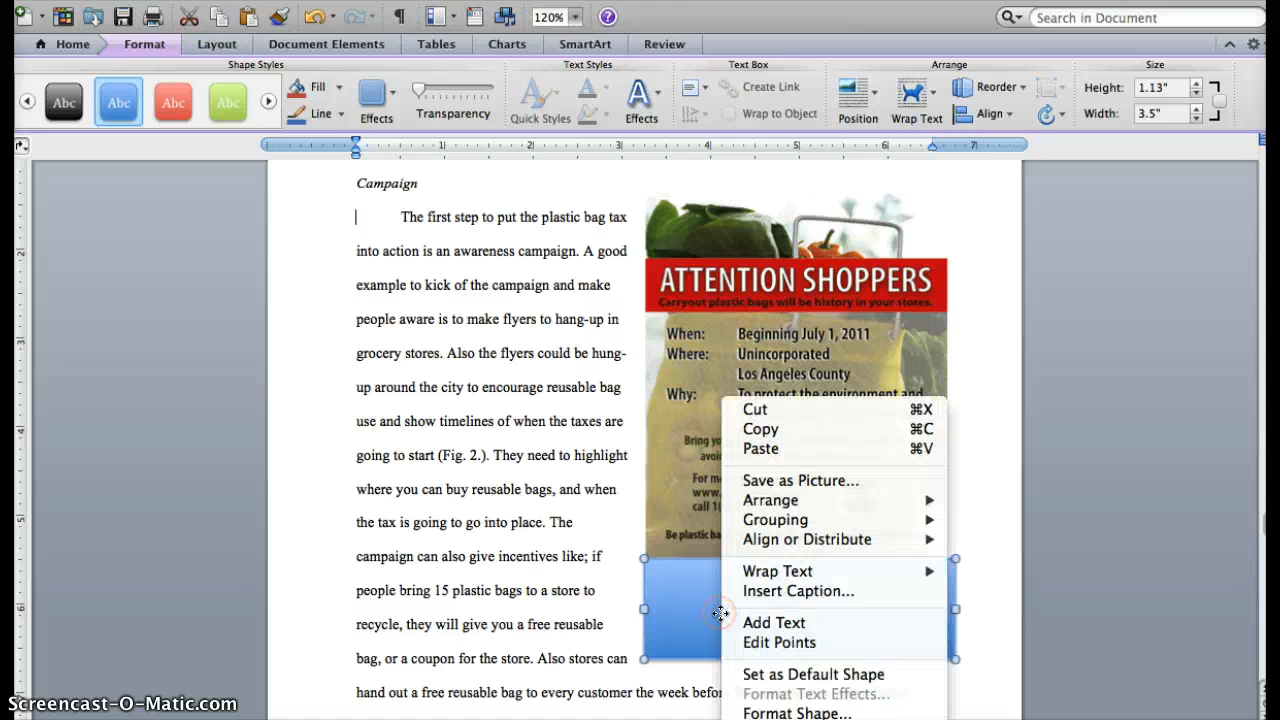 120%
Search in Document
Home Format Layout Document Elements Tables Charts SmartArt Review
Shape Styles Text Styles Text Box Arrange Size
Abc Abc Abc Abc
Fill
Line
Effects
Transparency
Quick Styles
Effects
Create Link
Wrap to Object
Position
Wrap Text
Reorder
Align
Height: 1.13"
Width: 3.5"
1 2 3 4 5 6 7
2
3
4
5
6
Campaign
The first step to put the plastic bag tax
into action is an awareness campaign. A good
example to kick of the campaign and make
people aware is to make flyers to hang-up in
grocery stores. Also the flyers could be hung-
up around the city to encourage reusable bag
use and show timelines of when the taxes are
going to start (Fig. 2.). They need to highlight
where you can buy reusable bags, and when
the tax is going to go into place. The
campaign can also give incentives like; if
people bring 15 plastic bags to a store to
recycle, they will give you a free reusable
bag, or a coupon for the store. Also stores can
hand out a free reusable bag to every customer the week before
ATTENTION SHOPPERS
Carryout plastic bags will be history in your stores.
When: Beginning July 1, 2011
Where: Unincorporated
Los Angeles County
Why: To protect the environment and
Bring
For
www.
call
Be plastic
Cut ⌘X
Copy ⌘C
Paste ⌘V
Save as Picture...
Arrange
Grouping
Align or Distribute
Wrap Text
Insert Caption...
Add Text
Edit Points
Set as Default Shape
Format Text Effects...
Format Shape...
Screencast-O-Matic.com